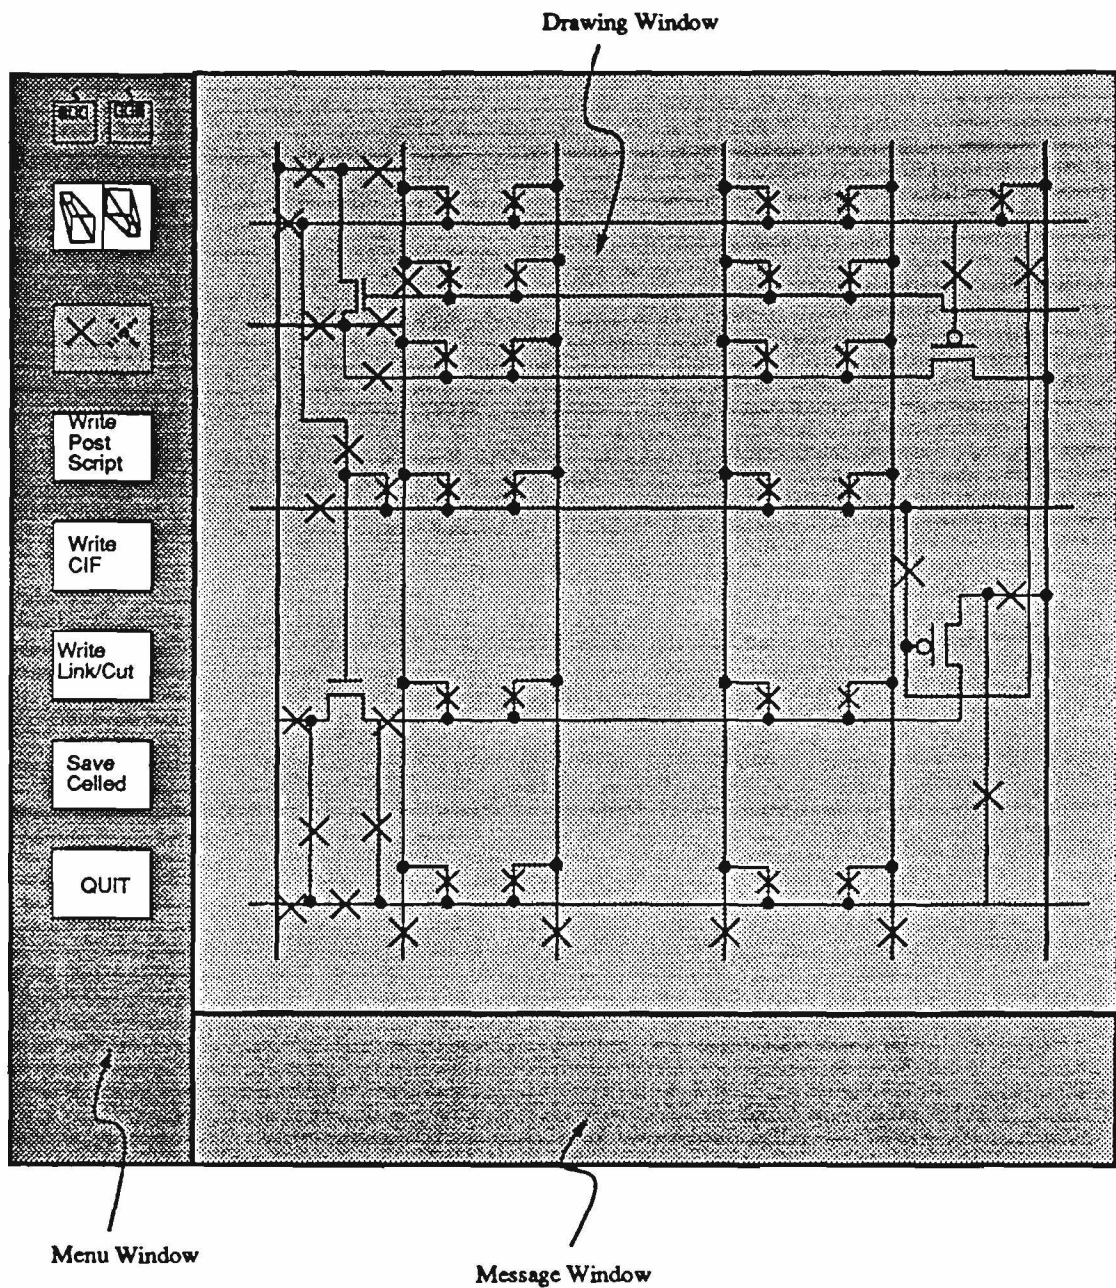 Drawing Window
Write
Post
Script
Write
CIF
Write
Link/Cut
Save
Celled
QUIT
Menu Window
Message Window